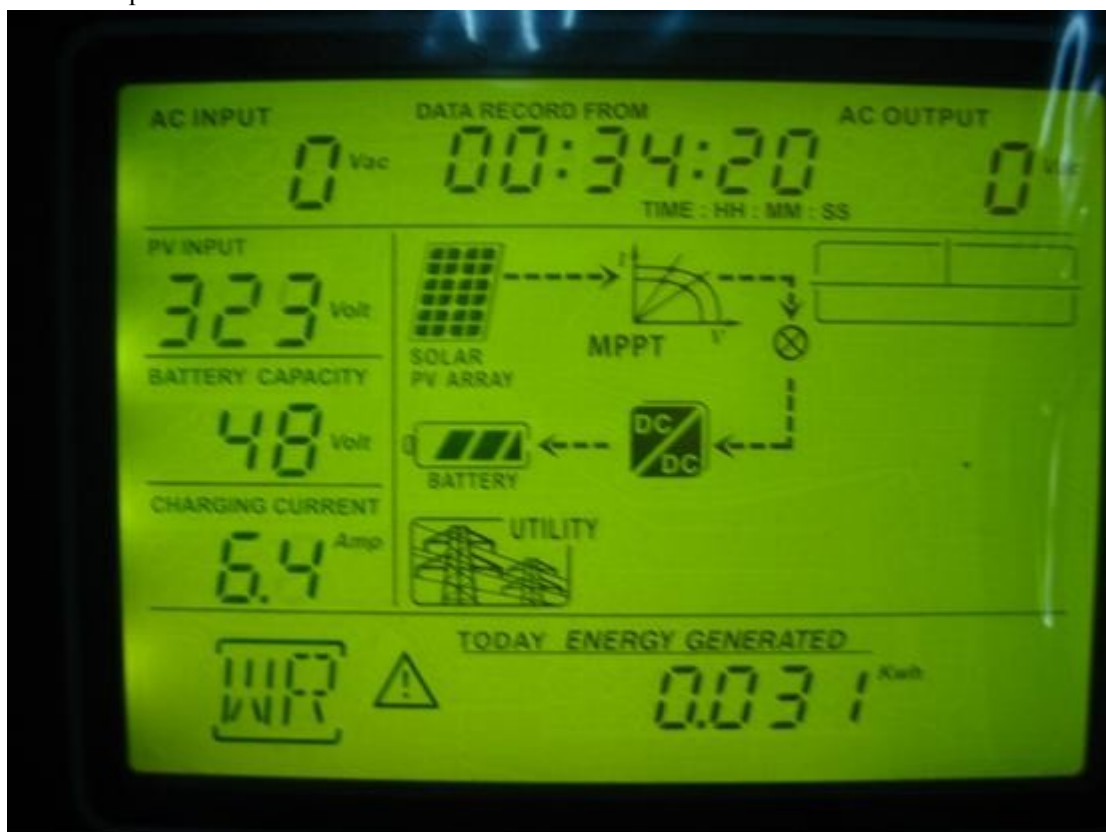 AC INPUT
DATA RECORD FROM
AC OUTPUT
0 Vac
00:34:20
0
TIME : HH : MM : SS
PV INPUT
323 Volt
I
V
MPPT
SOLAR
PV ARRAY
BATTERY CAPACITY
48 Volt
DC
DC
BATTERY
CHARGING CURRENT
6.4 Amp
UTILITY
TODAY ENERGY GENERATED
WR
0.031 Kwh